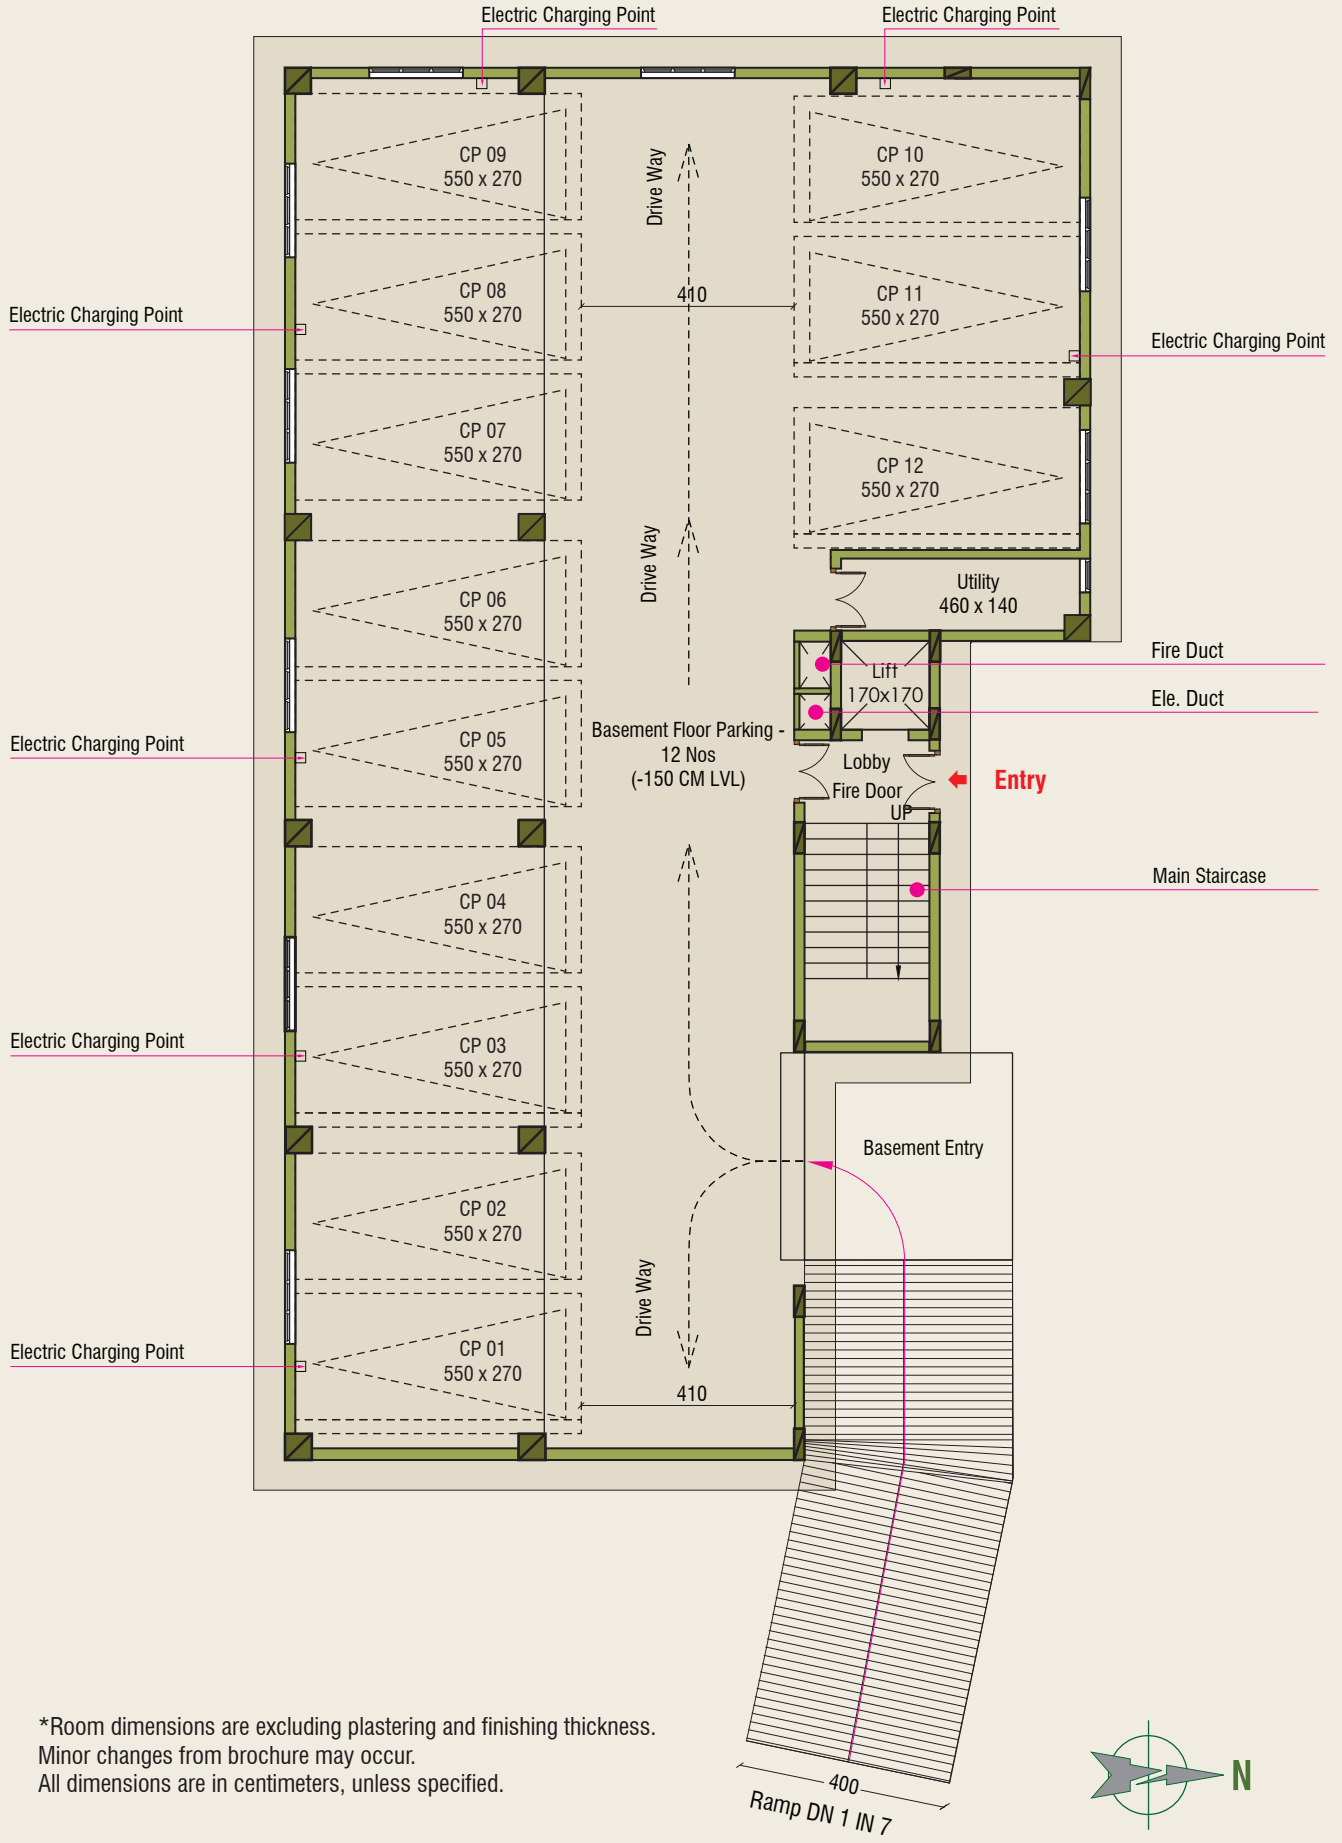 Electric Charging Point
Electric Charging Point
CP 09
550 x 270
Drive Way
CP 10
550 x 270
CP 08
550 x 270
410
CP 11
550 x 270
Electric Charging Point
Electric Charging Point
CP 07
550 x 270
CP 12
550 x 270
Drive Way
CP 06
550 x 270
Utility
460 x 140
Fire Duct
Lift
170x170
Ele. Duct
Electric Charging Point
CP 05
550 x 270
Basement Floor Parking -
12 Nos
(-150 CM LVL)
Lobby
Fire Door
UP
Entry
Main Staircase
CP 04
550 x 270
Electric Charging Point
CP 03
550 x 270
Basement Entry
CP 02
550 x 270
Drive Way
Electric Charging Point
CP 01
550 x 270
410
*Room dimensions are excluding plastering and finishing thickness.
Minor changes from brochure may occur.
All dimensions are in centimeters, unless specified.
400
Ramp DN 1 IN 7
N